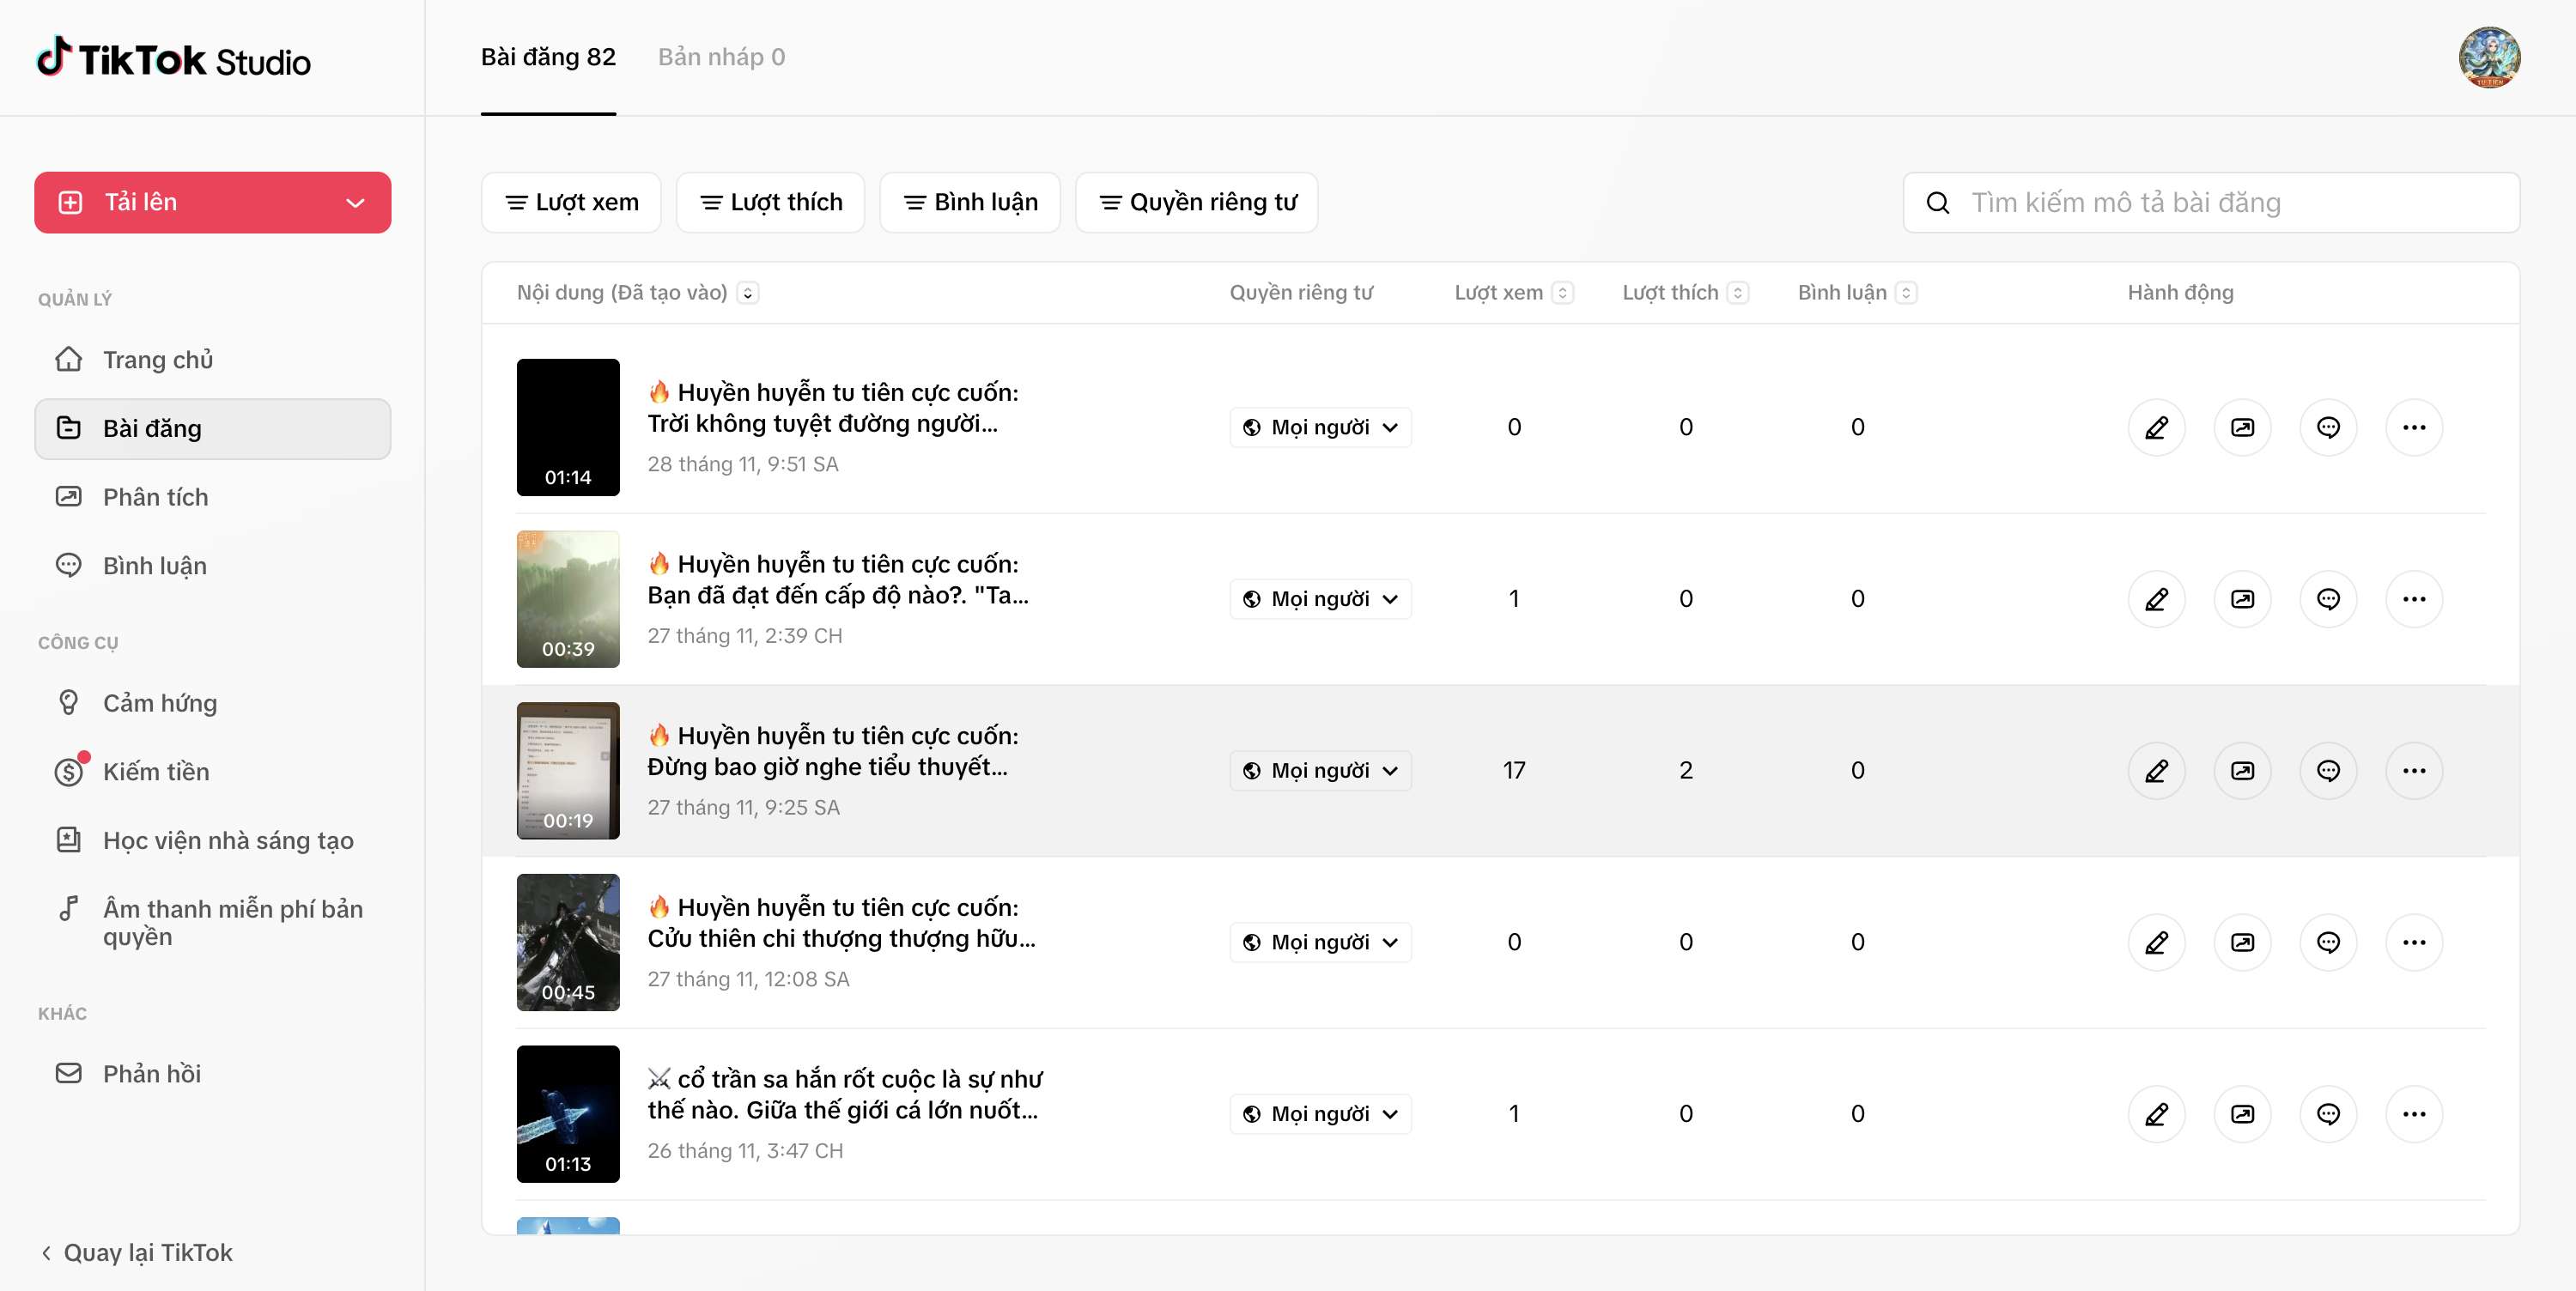 TikTok Studio
Bài đăng 82
Bản nháp 0
Tải lên
QUẢN LÝ
Trang chủ
Bài đăng
Phân tích
Bình luận
CÔNG CỤ
Cảm hứng
Kiếm tiền
Học viện nhà sáng tạo
Âm thanh miễn phí bản
quyền
KHÁC
Phản hồi
Quay lại TikTok
Lượt xem
Lượt thích
Bình luận
Quyền riêng tư
Tìm kiếm mô tả bài đăng
Nội dung (Đã tạo vào)
Quyền riêng tư
Lượt xem
Lượt thích
Bình luận
Hành động
01:14
🔥 Huyền huyễn tu tiên cực cuốn:
Trời không tuyệt đường người...
28 tháng 11, 9:51 SA
Mọi người
0
0
0
00:39
🔥 Huyền huyễn tu tiên cực cuốn:
Bạn đã đạt đến cấp độ nào?. "Ta...
27 tháng 11, 2:39 CH
Mọi người
1
0
0
00:19
🔥 Huyền huyễn tu tiên cực cuốn:
Đừng bao giờ nghe tiểu thuyết...
27 tháng 11, 9:25 SA
Mọi người
17
2
0
00:45
🔥 Huyền huyễn tu tiên cực cuốn:
Cửu thiên chi thượng thượng hữu...
27 tháng 11, 12:08 SA
Mọi người
0
0
0
01:13
⚔ cổ trần sa hắn rốt cuộc là sự như
thế nào. Giữa thế giới cá lớn nuốt...
26 tháng 11, 3:47 CH
Mọi người
1
0
0